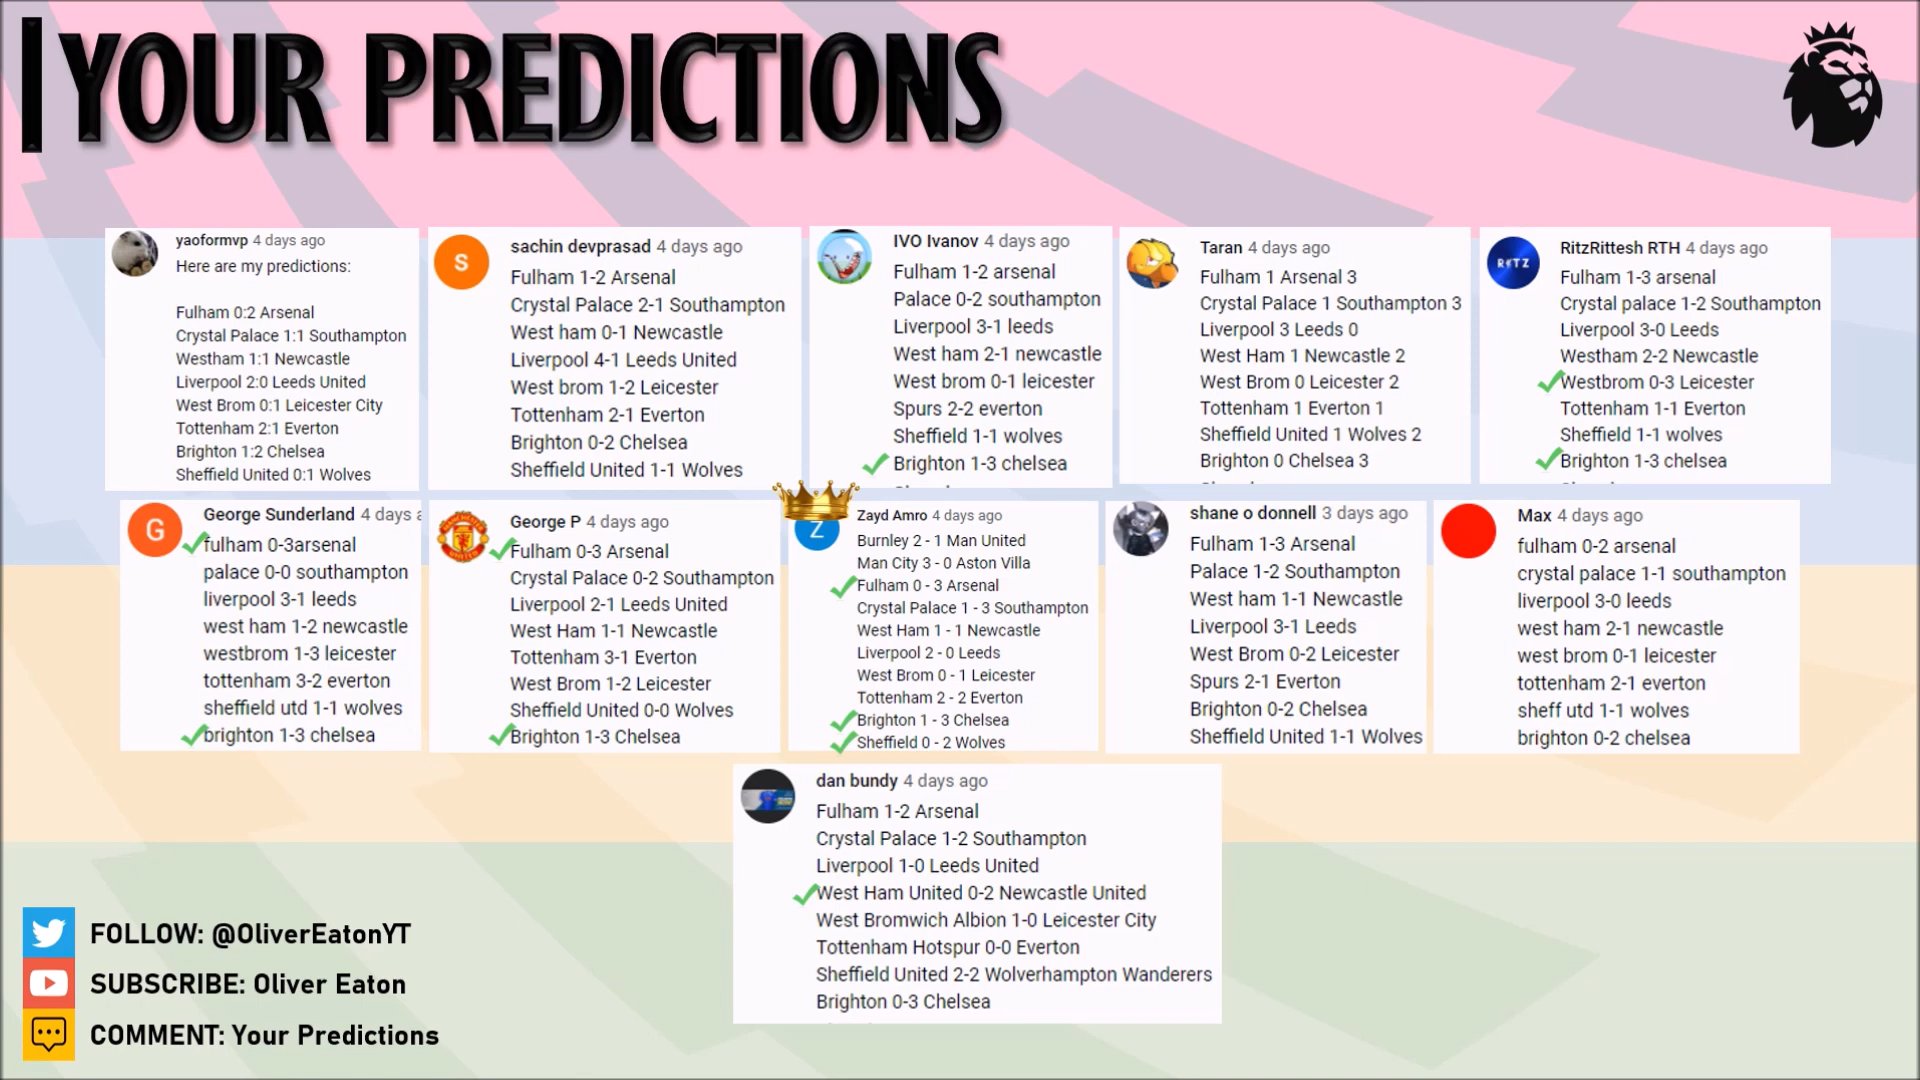 YOUR PREDICTIONS
yaoformvp 4 days ago
Here are my predictions:
Fulham 0:2 Arsenal
Crystal Palace 1:1 Southampton
Westham 1:1 Newcastle
Liverpool 2:0 Leeds United
West Brom 0:1 Leicester City
Tottenham 2:1 Everton
Brighton 1:2 Chelsea
Sheffield United 0:1 Wolves
S
sachin devprasad 4 days ago
Fulham 1-2 Arsenal
Crystal Palace 2-1 Southampton
West ham 0-1 Newcastle
Liverpool 4-1 Leeds United
West brom 1-2 Leicester
Tottenham 2-1 Everton
Brighton 0-2 Chelsea
Sheffield United 1-1 Wolves
IVO Ivanov 4 days ago
Fulham 1-2 arsenal
Palace 0-2 southampton
Liverpool 3-1 leeds
West ham 2-1 newcastle
West brom 0-1 leicester
Spurs 2-2 everton
Sheffield 1-1 wolves
Brighton 1-3 chelsea
Taran 4 days ago
Fulham 1 Arsenal 3
Crystal Palace 1 Southampton 3
Liverpool 3 Leeds 0
West Ham 1 Newcastle 2
West Brom 0 Leicester 2
Tottenham 1 Everton 1
Sheffield United 1 Wolves 2
Brighton 0 Chelsea 3
RITZ
RitzRittesh RTH 4 days ago
Fulham 1-3 arsenal
Crystal palace 1-2 Southampton
Liverpool 3-0 Leeds
Westham 2-2 Newcastle
Westbrom 0-3 Leicester
Tottenham 1-1 Everton
Sheffield 1-1 wolves
Brighton 1-3 chelsea
G
George Sunderland 4 days a
fulham 0-3arsenal
palace 0-0 southampton
liverpool 3-1 leeds
west ham 1-2 newcastle
westbrom 1-3 leicester
tottenham 3-2 everton
sheffield utd 1-1 wolves
brighton 1-3 chelsea
George P 4 days ago
Fulham 0-3 Arsenal
Crystal Palace 0-2 Southampton
Liverpool 2-1 Leeds United
West Ham 1-1 Newcastle
Tottenham 3-1 Everton
West Brom 1-2 Leicester
Sheffield United 0-0 Wolves
Brighton 1-3 Chelsea
Z
Zayd Amro 4 days ago
Burnley 2 - 1 Man United
Man City 3 - 0 Aston Villa
Fulham 0 - 3 Arsenal
Crystal Palace 1 - 3 Southampton
West Ham 1 - 1 Newcastle
Liverpool 2 - 0 Leeds
West Brom 0 - 1 Leicester
Tottenham 2 - 2 Everton
Brighton 1 - 3 Chelsea
Sheffield 0 - 2 Wolves
shane o donnell 3 days ago
Fulham 1-3 Arsenal
Palace 1-2 Southampton
West ham 1-1 Newcastle
Liverpool 3-1 Leeds
West Brom 0-2 Leicester
Spurs 2-1 Everton
Brighton 0-2 Chelsea
Sheffield United 1-1 Wolves
Max 4 days ago
fulham 0-2 arsenal
crystal palace 1-1 southampton
liverpool 3-0 leeds
west ham 2-1 newcastle
west brom 0-1 leicester
tottenham 2-1 everton
sheff utd 1-1 wolves
brighton 0-2 chelsea
dan bundy 4 days ago
Fulham 1-2 Arsenal
Crystal Palace 1-2 Southampton
Liverpool 1-0 Leeds United
West Ham United 0-2 Newcastle United
West Bromwich Albion 1-0 Leicester City
Tottenham Hotspur 0-0 Everton
Sheffield United 2-2 Wolverhampton Wanderers
Brighton 0-3 Chelsea
FOLLOW: @OliverEatonYT
SUBSCRIBE: Oliver Eaton
COMMENT: Your Predictions